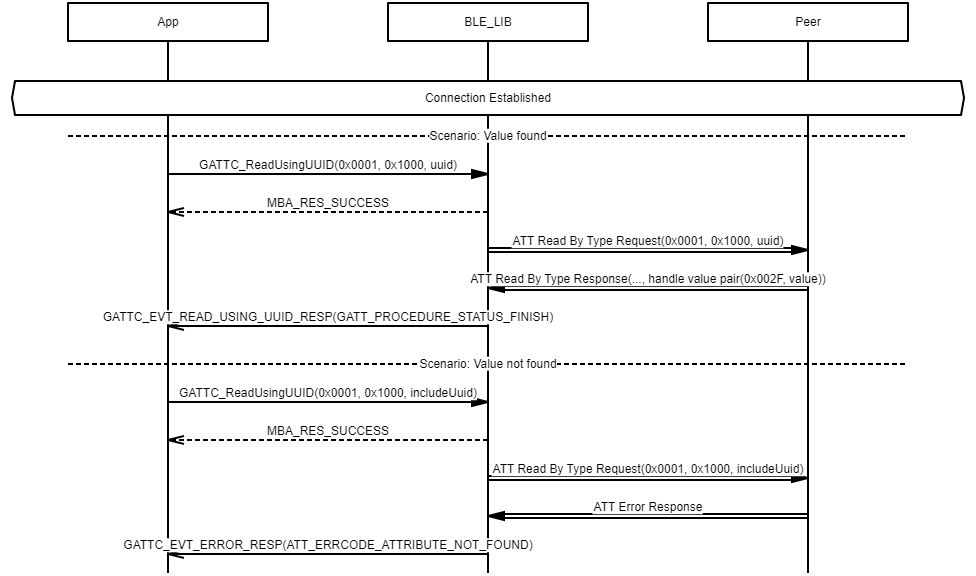 App
BLE_LIB
Peer
Connection Established
Scenario: Value found
GATTC_ReadUsingUUID(0x0001, 0x1000, uuid)
MBA_RES_SUCCESS
ATT Read By Type Request(0x0001, 0x1000, uuid)
ATT Read By Type Response(..., handle value pair(0x002F, value))
GATTC_EVT_READ_USING_UUID_RESP(GATT_PROCEDURE_STATUS_FINISH)
Scenario: Value not found
GATTC_ReadUsingUUID(0x0001, 0x1000, includeUuid)
MBA_RES_SUCCESS
ATT Read By Type Request(0x0001, 0x1000, includeUuid)
ATT Error Response
GATTC_EVT_ERROR_RESP(ATT_ERRCODE_ATTRIBUTE_NOT_FOUND)